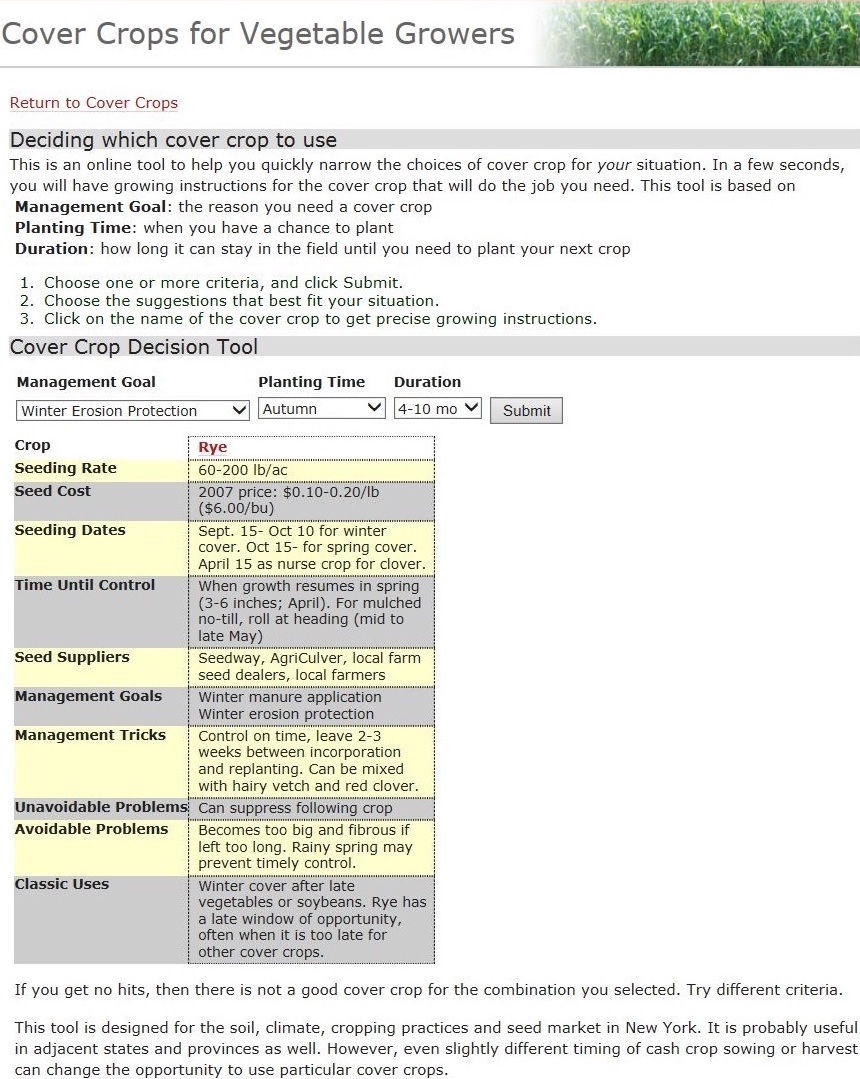 Cover Crops for Vegetable Growers
Return to Cover Crops
Deciding which cover crop to use
This is an online tool to help you quickly narrow the choices of cover crop for your situation. In a few seconds,
you will have growing instructions for the cover crop that will do the job you need. This tool is based on
Management Goal: the reason you need a cover crop
Planting Time: when you have a chance to plant
Duration: how long it can stay in the field until you need to plant your next crop
1. Choose one or more criteria, and click Submit.
2. Choose the suggestions that best fit your situation.
3. Click on the name of the cover crop to get precise growing instructions.
Cover Crop Decision Tool
Management Goal Planting Time Duration
Winter Erosion Protection Autumn 4-10 mo Submit
Crop Rye
Seeding Rate 60-200 lb/ac
Seed Cost 2007 price: $0.10-0.20/lb
($6.00/bu)
Seeding Dates Sept. 15- Oct 10 for winter
cover. Oct 15- for spring cover.
April 15 as nurse crop for clover.
Time Until Control When growth resumes in spring
(3-6 inches; April). For mulched
no-till, roll at heading (mid to
late May)
Seed Suppliers Seedway, AgriCulver, local farm
seed dealers, local farmers
Management Goals Winter manure application
Winter erosion protection
Management Tricks Control on time, leave 2-3
weeks between incorporation
and replanting. Can be mixed
with hairy vetch and red clover.
Unavoidable Problems Can suppress following crop
Avoidable Problems Becomes too big and fibrous if
left too long. Rainy spring may
prevent timely control.
Classic Uses Winter cover after late
vegetables or soybeans. Rye has
a late window of opportunity,
often when it is too late for
other cover crops.
If you get no hits, then there is not a good cover crop for the combination you selected. Try different criteria.
This tool is designed for the soil, climate, cropping practices and seed market in New York. It is probably useful
in adjacent states and provinces as well. However, even slightly different timing of cash crop sowing or harvest
can change the opportunity to use particular cover crops.